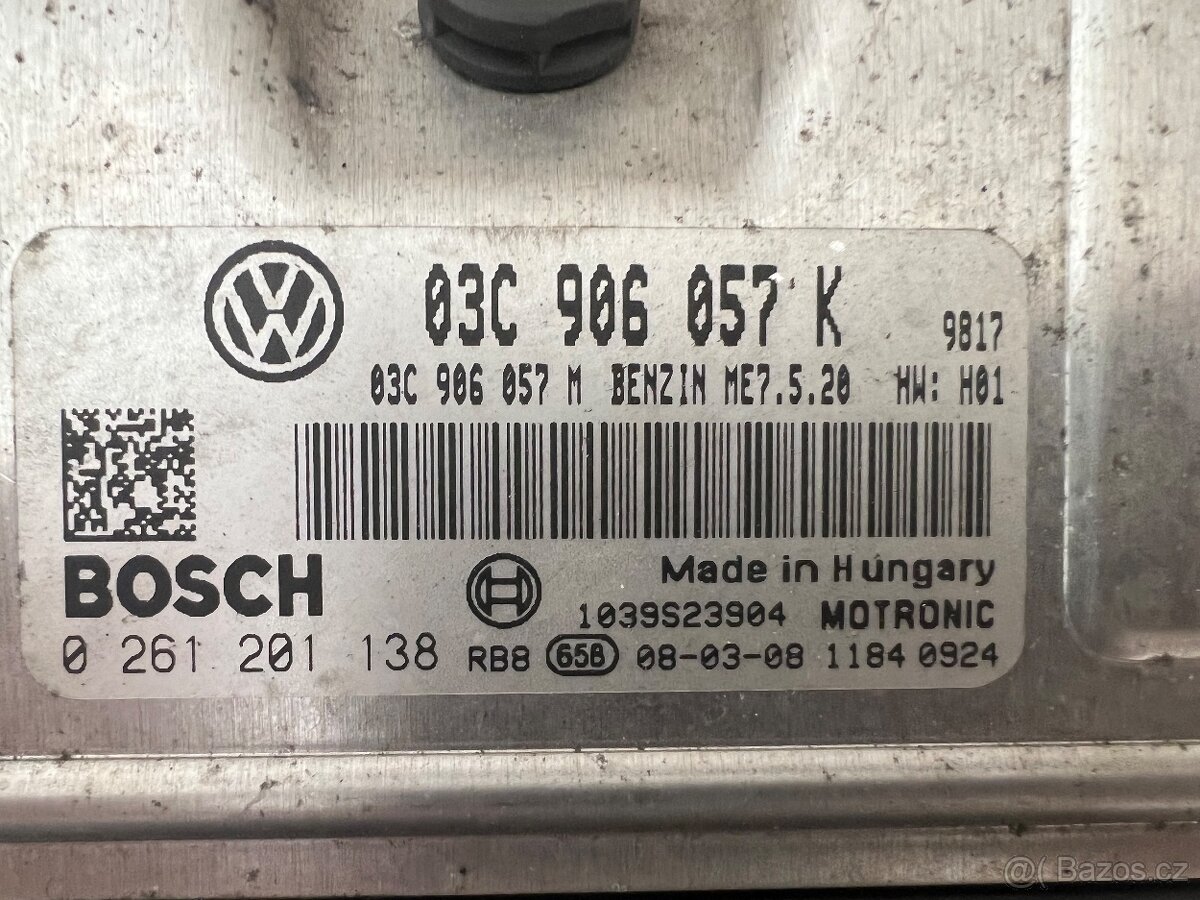 03C 906 057 K
9817
03C 906 057 M BENZIN ME7.5.20 HW: H01
BOSCH
Made in Hungary
1039S23904 MOTRONIC
0 261 201 138 RB8 65B 08-03-08 1184 0924
@( Bazos.cz